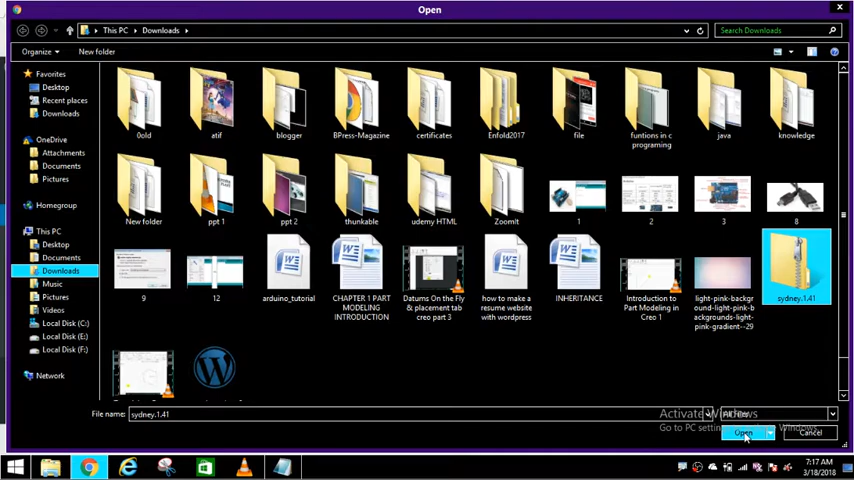 Open
This PC
Downloads
Search Downloads
Organize
New folder
Favorites
Desktop
Recent places
Downloads
OneDrive
Attachments
Documents
Pictures
Homegroup
This PC
Desktop
Documents
Downloads
Music
Pictures
Videos
Local Disk (C:)
Local Disk (E:)
Local Disk (F:)
Network
0old
atif
blogger
BPress-Magazine
certificates
Enfold2017
file
funtions in c
programing
java
knowledge
New folder
ppt 1
ppt 2
thunkable
udemy HTML
ZoomIt
1
2
3
8
9
12
arduino_tutorial
CHAPTER 1 PART
MODELING
INTRODUCTION
Datums On the Fly
& placement tab
creo part 3
how to make a
resume website
with wordpress
INHERITANCE
Introduction to
Part Modeling in
Creo 1
light-pink-backg
round-light-pink-b
ackgrounds-light-
pink-gradient--29
sydney.1.41
File name:
sydney.1.41
All Files
Activate Windows
Go to PC settings to activate Windows.
Open
Cancel
7:17 AM
3/18/2018